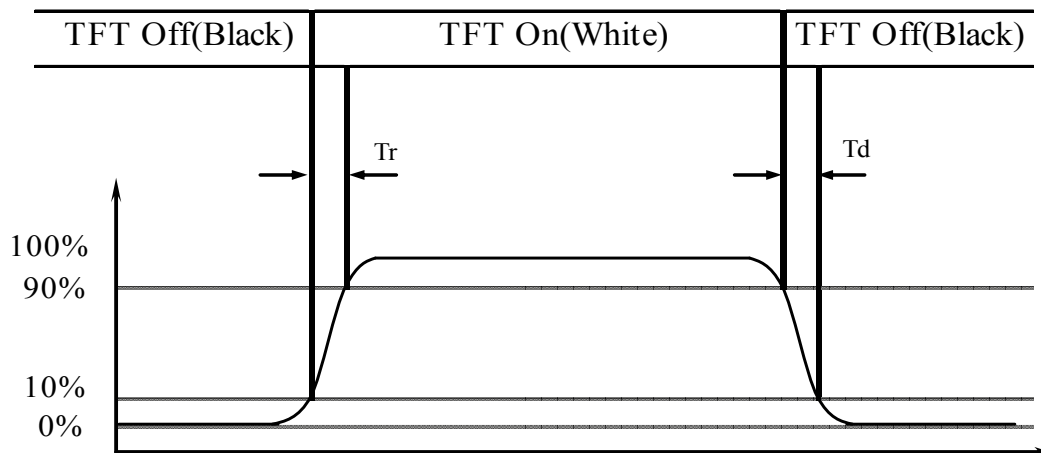 TFT Off(Black) TFT On(White) TFT Off(Black)
Tr Td
100%
90%
10%
0%